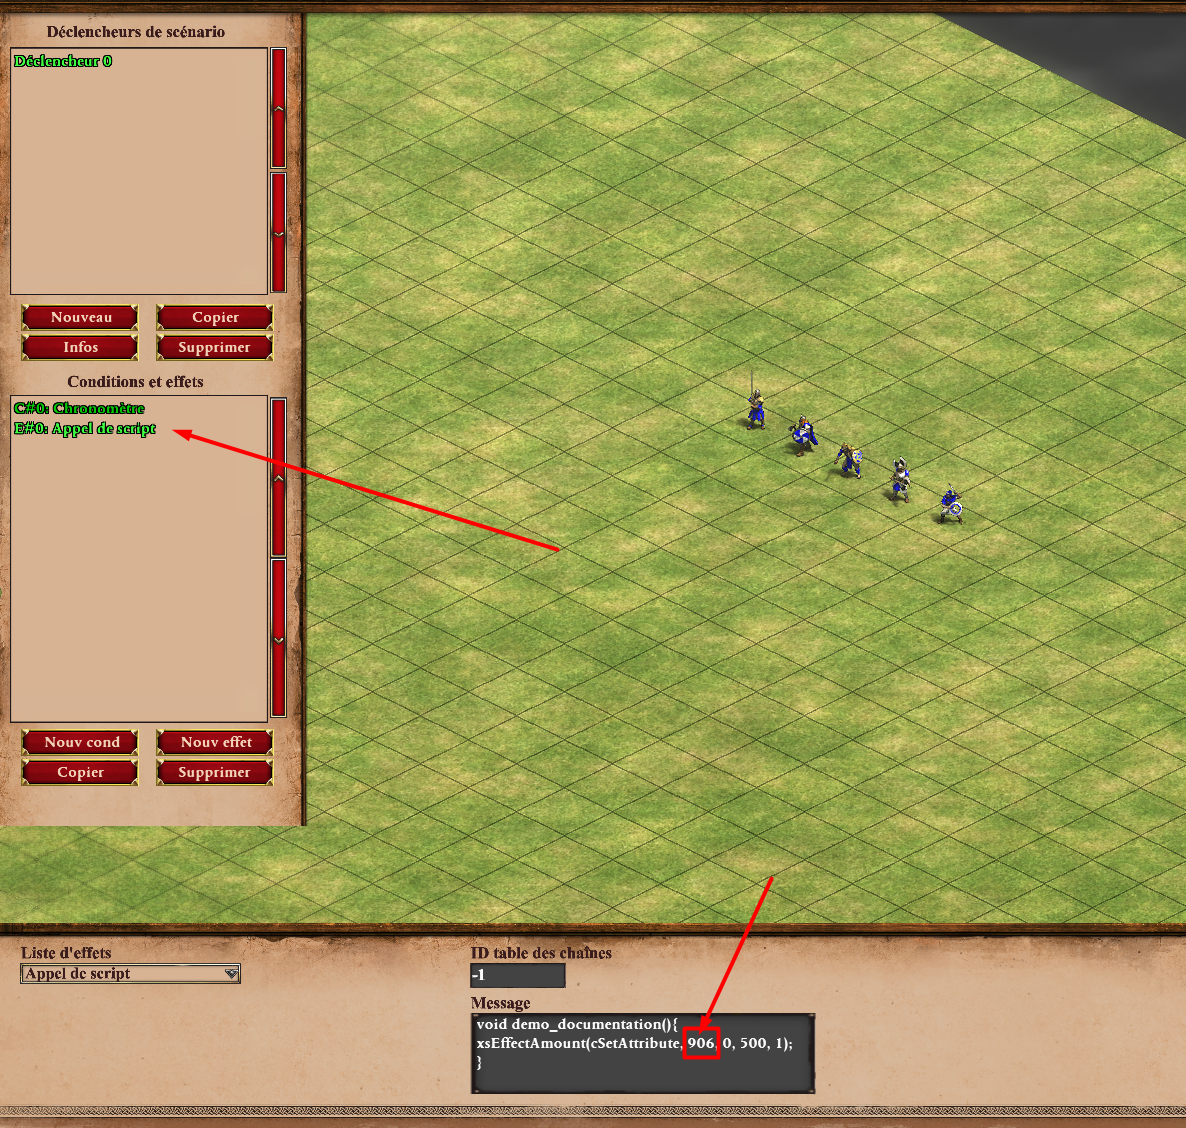 Déclencheurs de scénario
Déclencheur 0
Nouveau
Copier
Infos
Supprimer
Conditions et effets
C#0: Chronomètre
E#0: Appel de script
Nouv cond
Nouv effet
Copier
Supprimer
Liste d'effets
Appel de script
ID table des chaînes
-1
Message
void demo_documentation(){
xsEffectAmount(cSetAttribute, 906, 0, 500, 1);
}